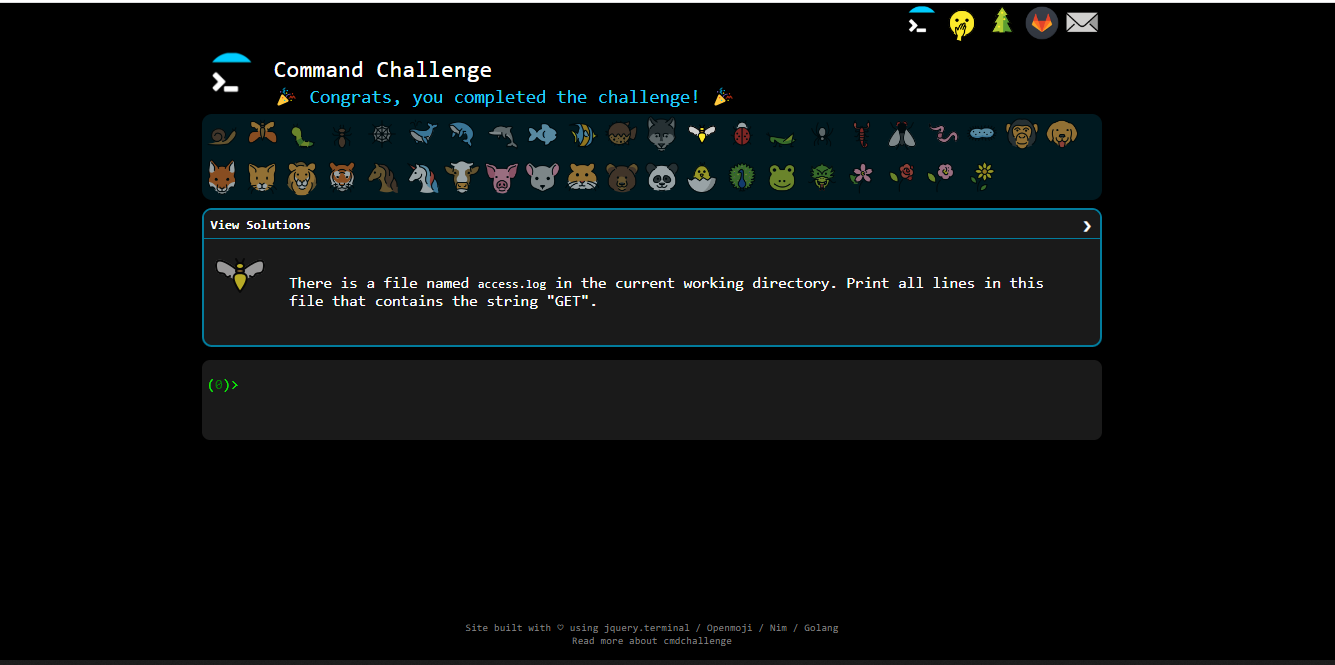 Command Challenge
🎉 Congrats, you completed the challenge! 🎉
View Solutions ❯
There is a file named access.log in the current working directory. Print all lines in this
file that contains the string "GET".
(0)>
Site built with ♡ using jquery.terminal / Openmoji / Nim / Golang
Read more about cmdchallenge